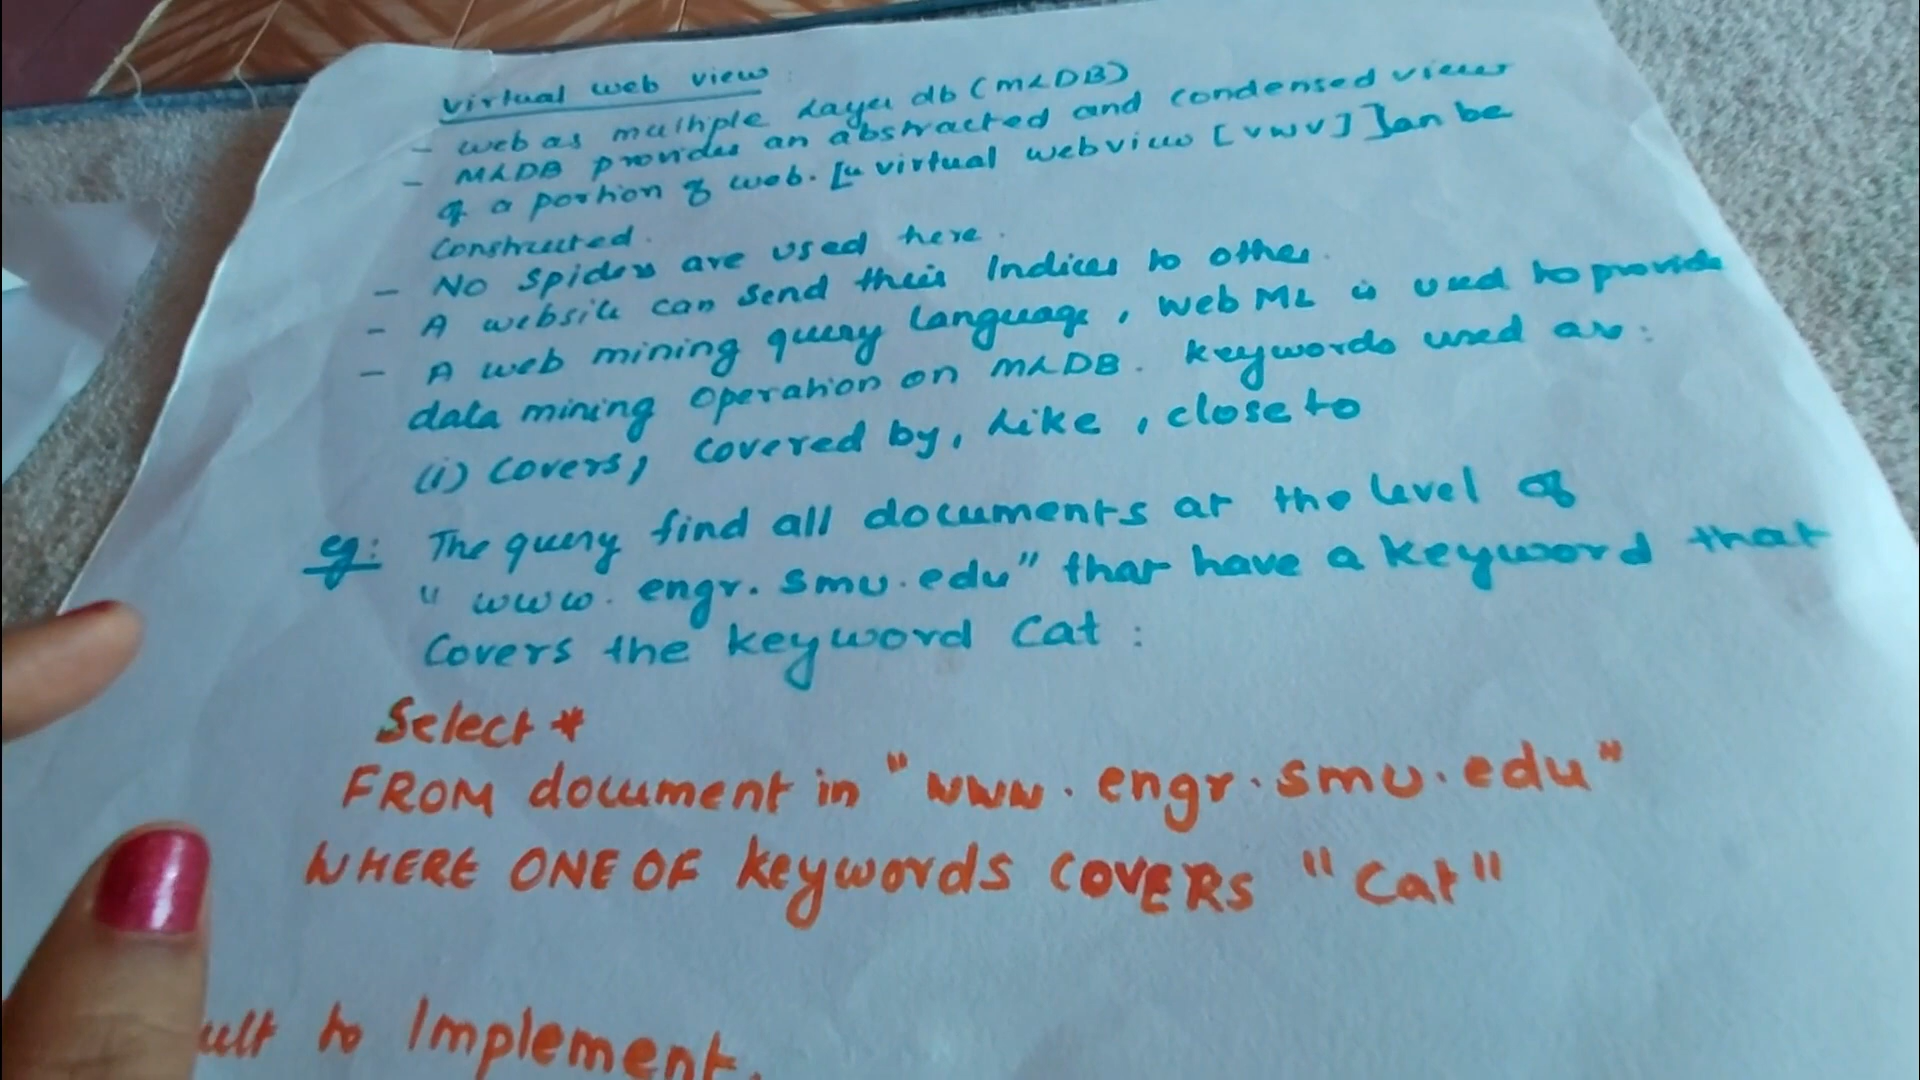 Virtual web view :
- web as multiple Layer db (MLDB)
- MLDB provides an abstracted and condensed view
of a portion of web. [a virtual webview [VWV] ]an be
Constructed.
- No Spiders are used here.
- A website can send their Indices to other.
- A web mining query language, WebML is used to provide
data mining operation on MLDB. Keywords used are:
(i) Covers, covered by, Like, close to
eg: The query find all documents at the level of
"www.engr.smu.edu" that have a keyword that
Covers the keyword Cat :
Select *
FROM document in "www.engr.smu.edu"
WHERE ONE OF keywords COVERS "Cat"
ult to Implement.